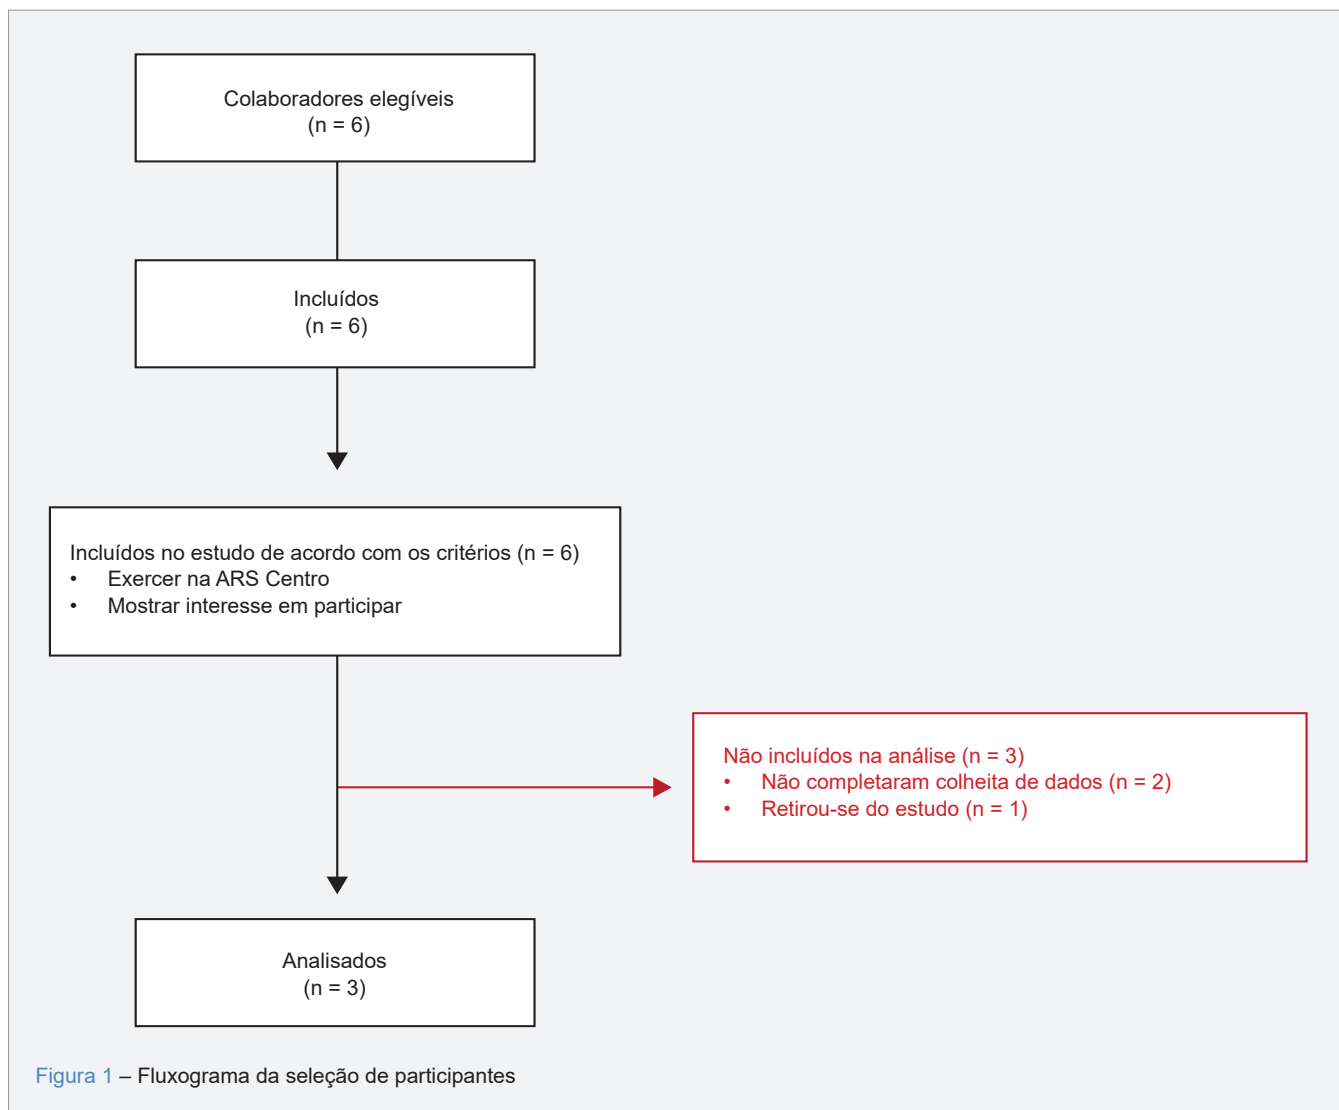 Colaboradores elegíveis
(n = 6)
Incluídos
(n = 6)
Incluídos no estudo de acordo com os critérios (n = 6)
• Exercer na ARS Centro
• Mostrar interesse em participar
Não incluídos na análise (n = 3)
• Não completaram colheita de dados (n = 2)
• Retirou-se do estudo (n = 1)
Analisados
(n = 3)
Figura 1 – Fluxograma da seleção de participantes